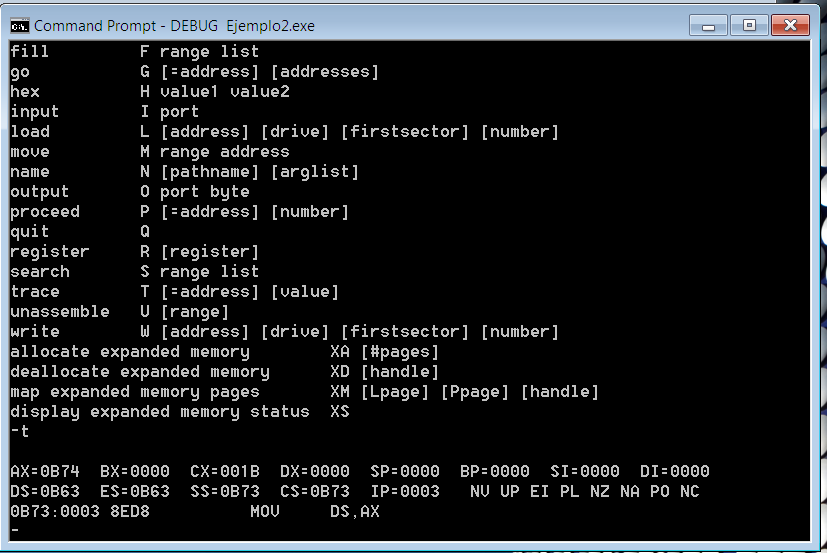 Command Prompt - DEBUG Ejemplo2.exe
fill F range list
go G [=address] [addresses]
hex H value1 value2
input I port
load L [address] [drive] [firstsector] [number]
move M range address
name N [pathname] [arglist]
output O port byte
proceed P [=address] [number]
quit Q
register R [register]
search S range list
trace T [=address] [value]
unassemble U [range]
write W [address] [drive] [firstsector] [number]
allocate expanded memory XA [#pages]
deallocate expanded memory XD [handle]
map expanded memory pages XM [Lpage] [Ppage] [handle]
display expanded memory status XS
-t
AX=0B74 BX=0000 CX=001B DX=0000 SP=0000 BP=0000 SI=0000 DI=0000
DS=0B63 ES=0B63 SS=0B73 CS=0B73 IP=0003 NV UP EI PL NZ NA PO NC
0B73:0003 8ED8 MOV DS,AX
-